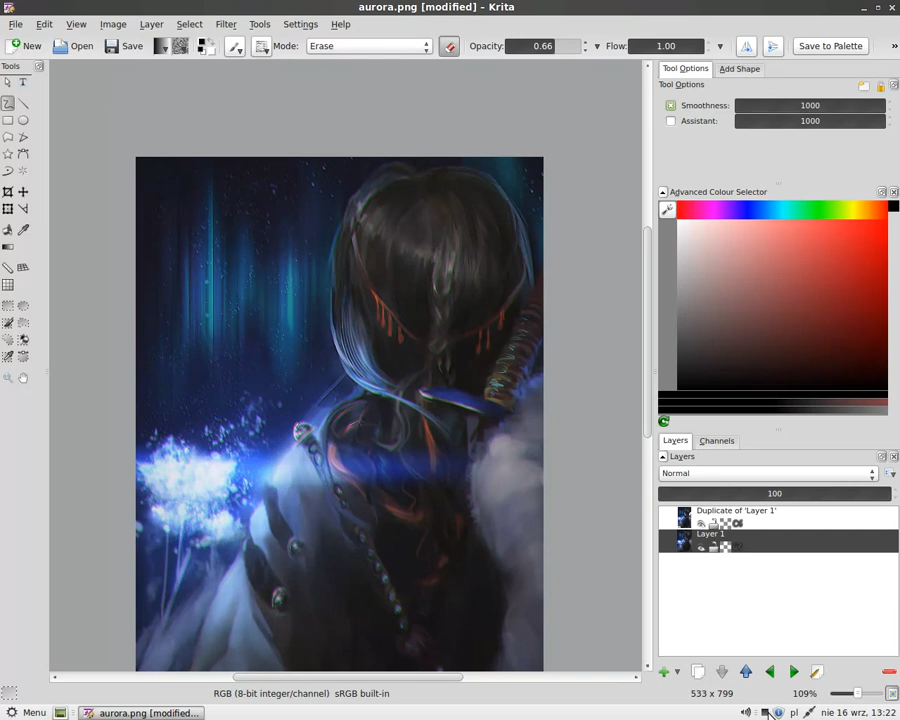 aurora.png [modified] - Krita
File Edit View Image Layer Select Filter Tools Settings Help
New Open Save Mode: Erase Opacity: 0.66 Flow: 1.00 Save to Palette »
Tools
Tool Options Add Shape
Tool Options
Smoothness: 1000
Assistant: 1000
Advanced Colour Selector
Layers Channels
Layers
Normal
100
Duplicate of 'Layer 1'
Layer 1
RGB (8-bit integer/channel) sRGB built-in 533 x 799 109%
Menu aurora.png [modified... pl nie 16 wrz, 13:22